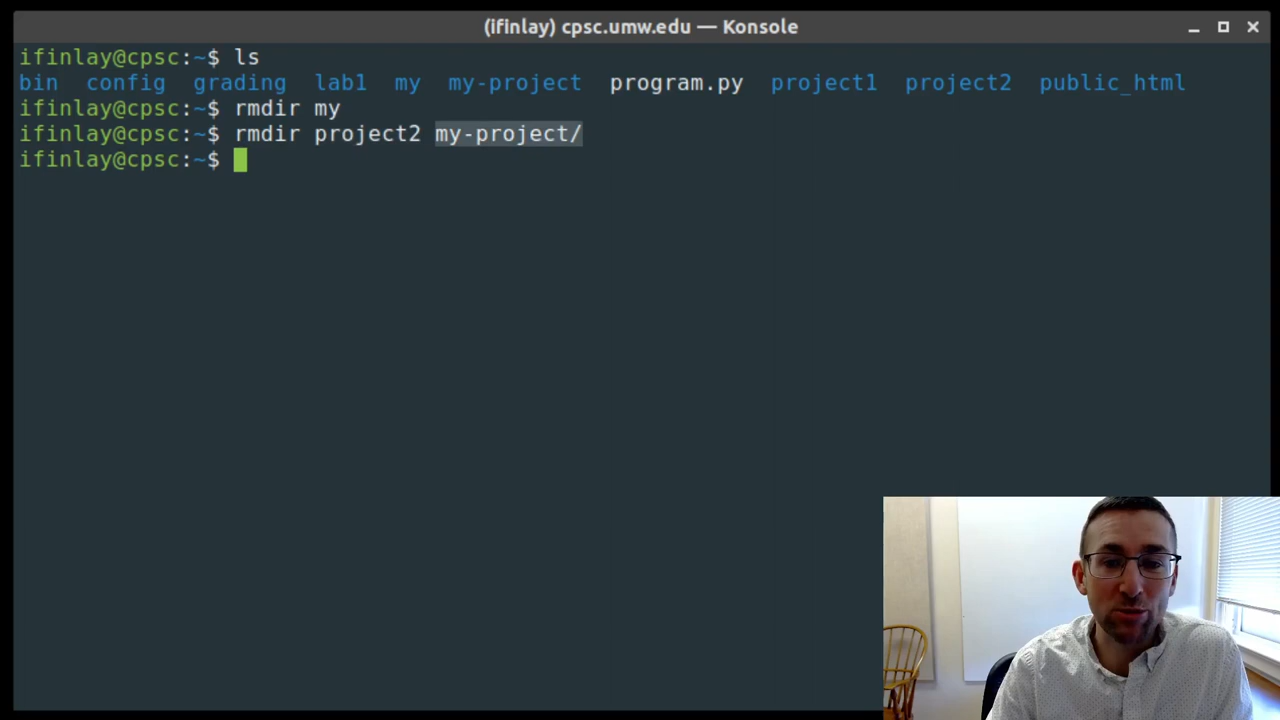 (ifinlay) cpsc.umw.edu — Konsole
ifinlay@cpsc:~$ ls
bin config grading lab1 my my-project program.py project1 project2 public_html
ifinlay@cpsc:~$ rmdir my
ifinlay@cpsc:~$ rmdir project2 my-project/
ifinlay@cpsc:~$